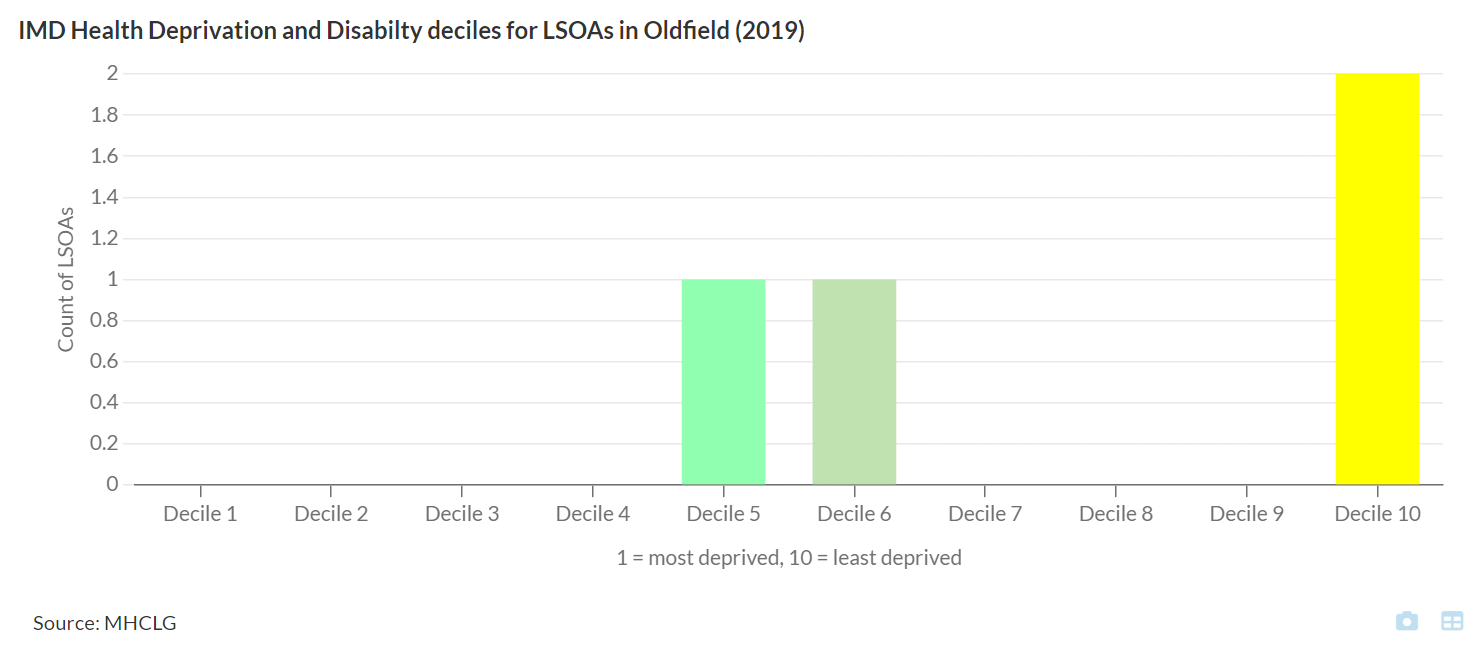 IMD Health Deprivation and Disabilty deciles for LSOAs in Oldfield (2019)
2
1.8
1.6
1.4
1.2
1
0.8
0.6
0.4
0.2
0
Count of LSOAs
Decile 1 Decile 2 Decile 3 Decile 4 Decile 5 Decile 6 Decile 7 Decile 8 Decile 9 Decile 10
1 = most deprived, 10 = least deprived
Source: MHCLG